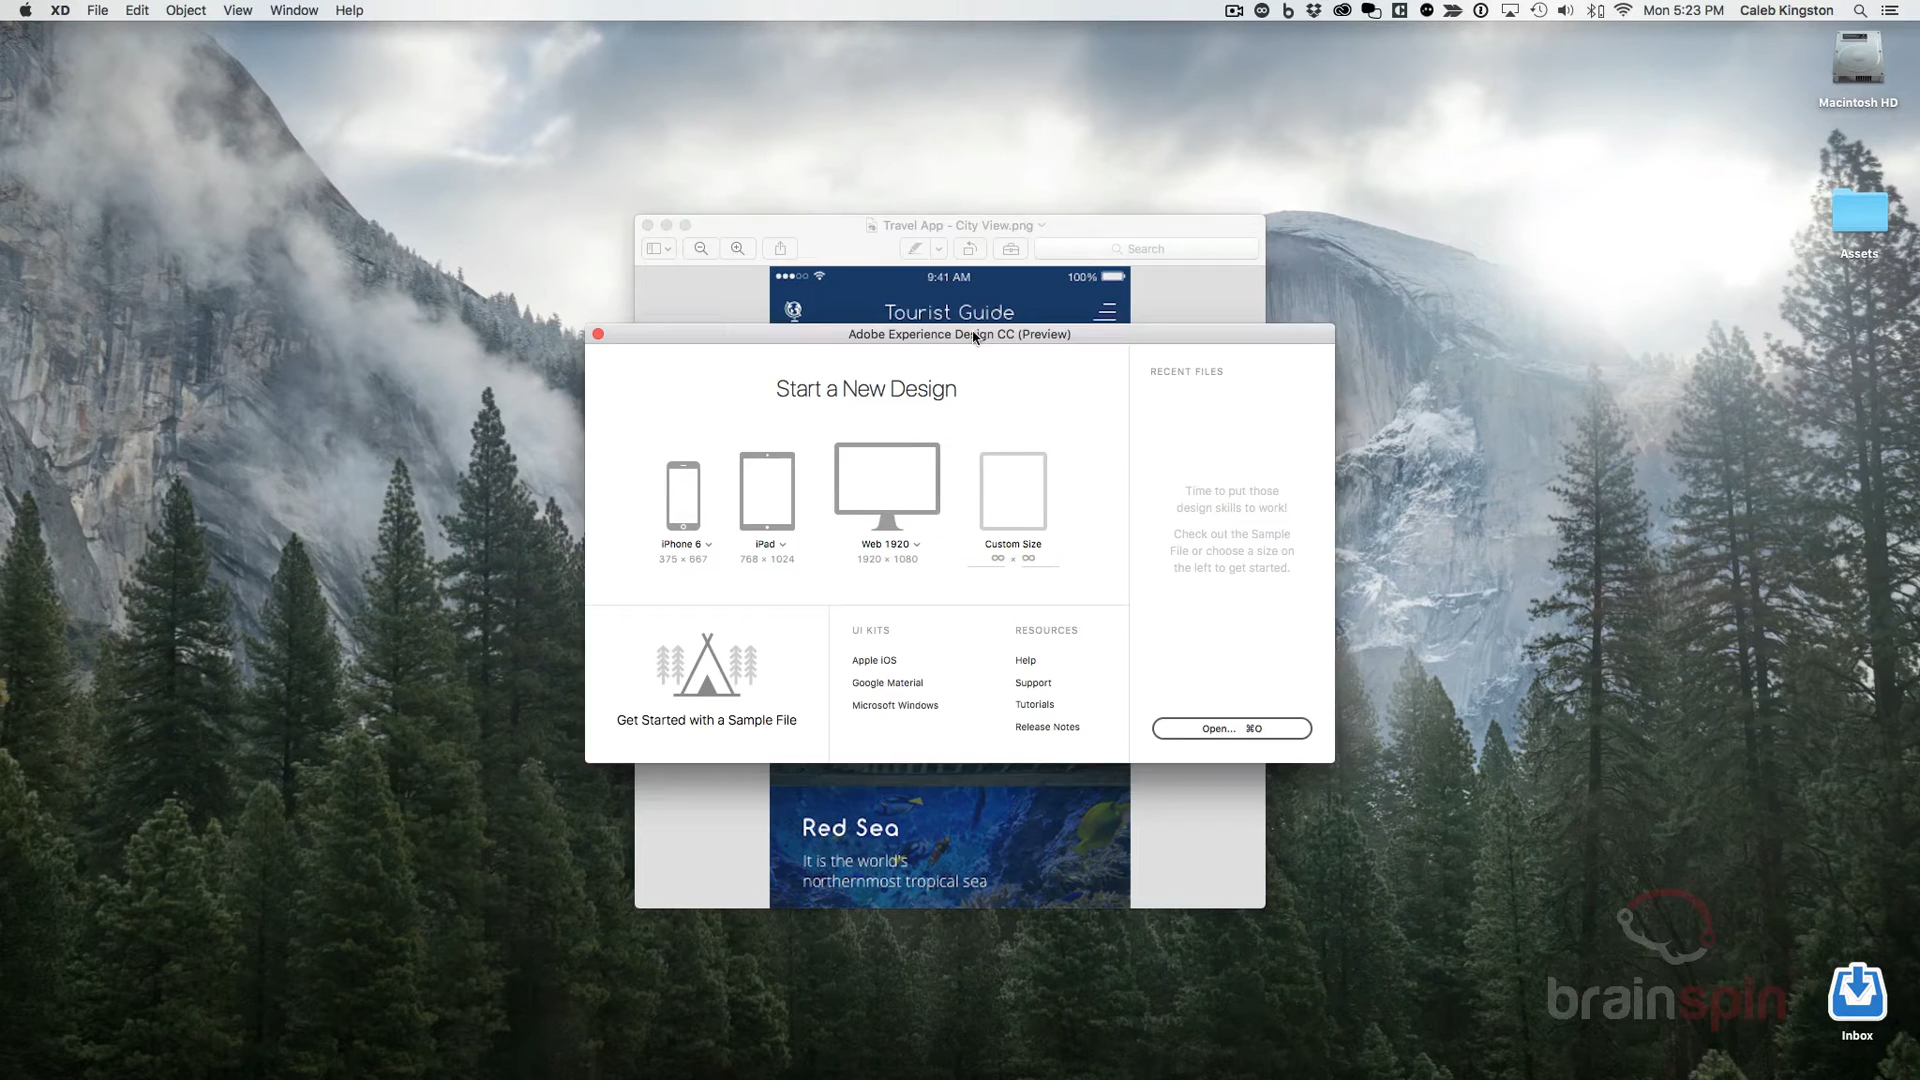 XD File Edit Object View Window Help
Mon 5:23 PM Caleb Kingston
Macintosh HD
Assets
Travel App - City View.png
Search
9:41 AM 100%
Tourist Guide
Adobe Experience Design CC (Preview)
Start a New Design
iPhone 6
375 × 667
iPad
768 × 1024
Web 1920
1920 × 1080
Custom Size
∞ × ∞
RECENT FILES
Time to put those
design skills to work!
Check out the Sample
File or choose a size on
the left to get started.
Open... ⌘O
Get Started with a Sample File
UI KITS
Apple iOS
Google Material
Microsoft Windows
RESOURCES
Help
Support
Tutorials
Release Notes
Red Sea
It is the world's
northernmost tropical sea
brainspin
Inbox